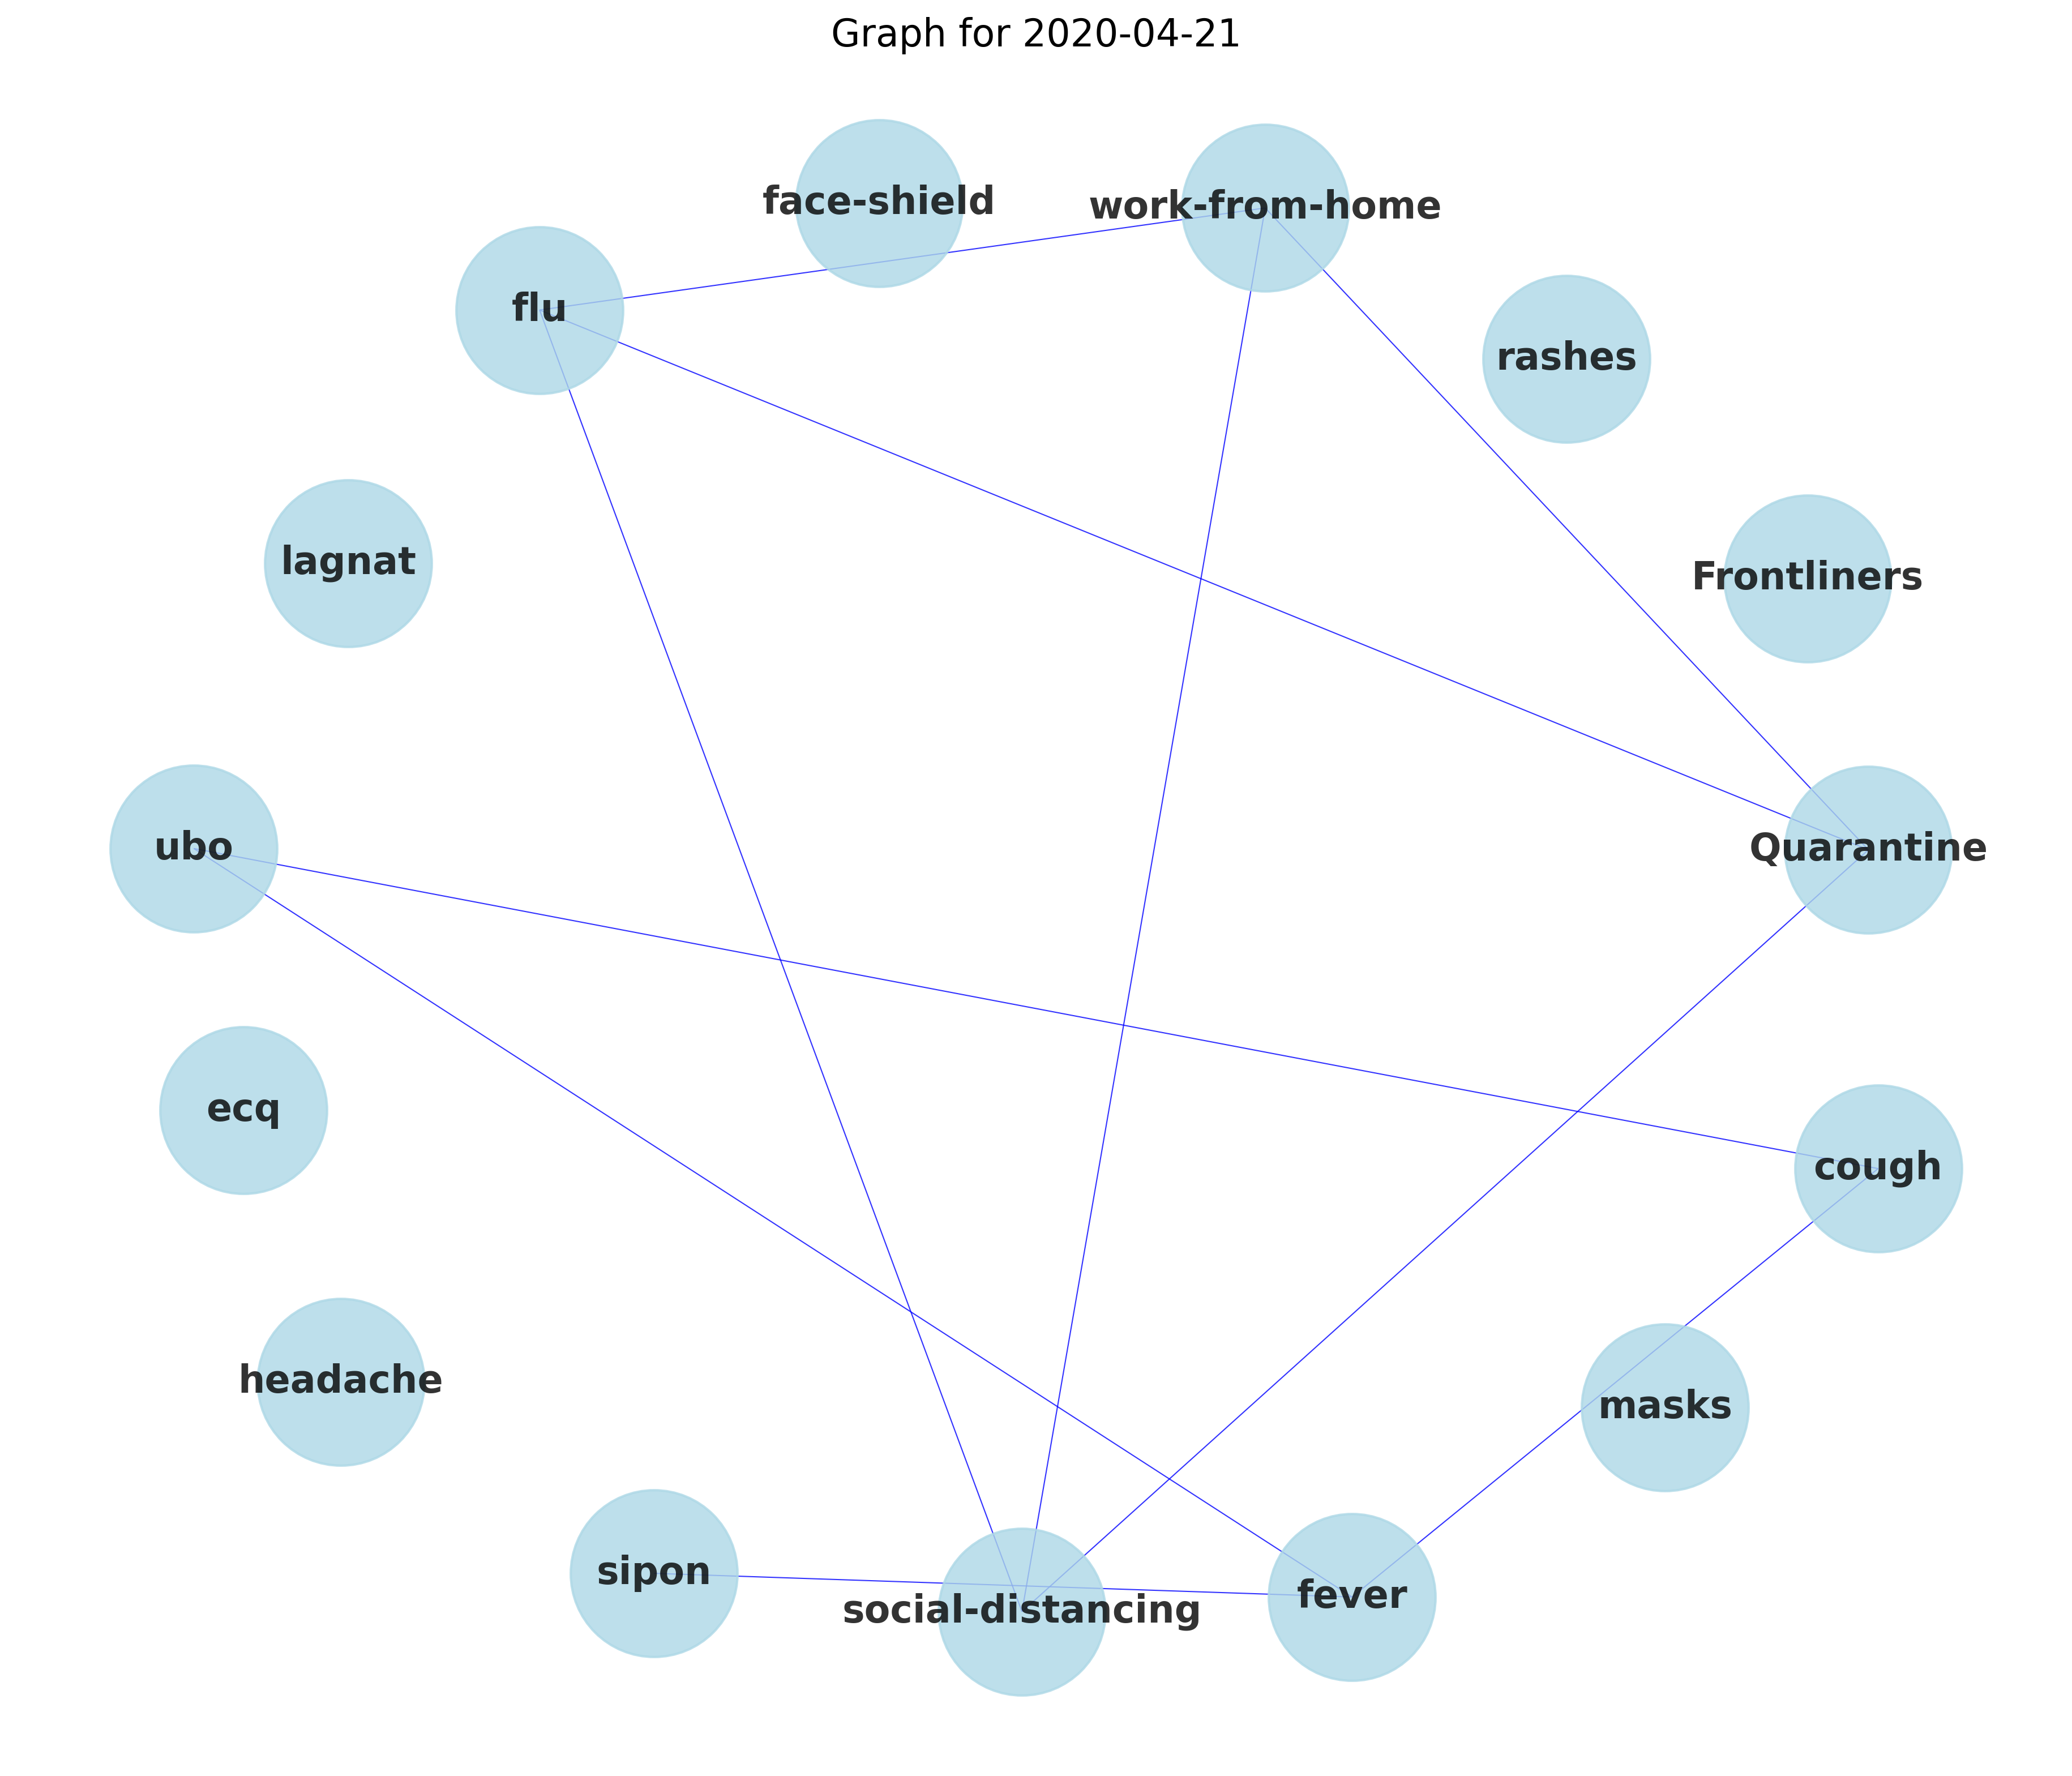 Graph for 2020-04-21
face-shield
work-from-home
flu
rashes
lagnat
Frontliners
ubo
Quarantine
ecq
cough
headache
masks
sipon
social-distancing
fever